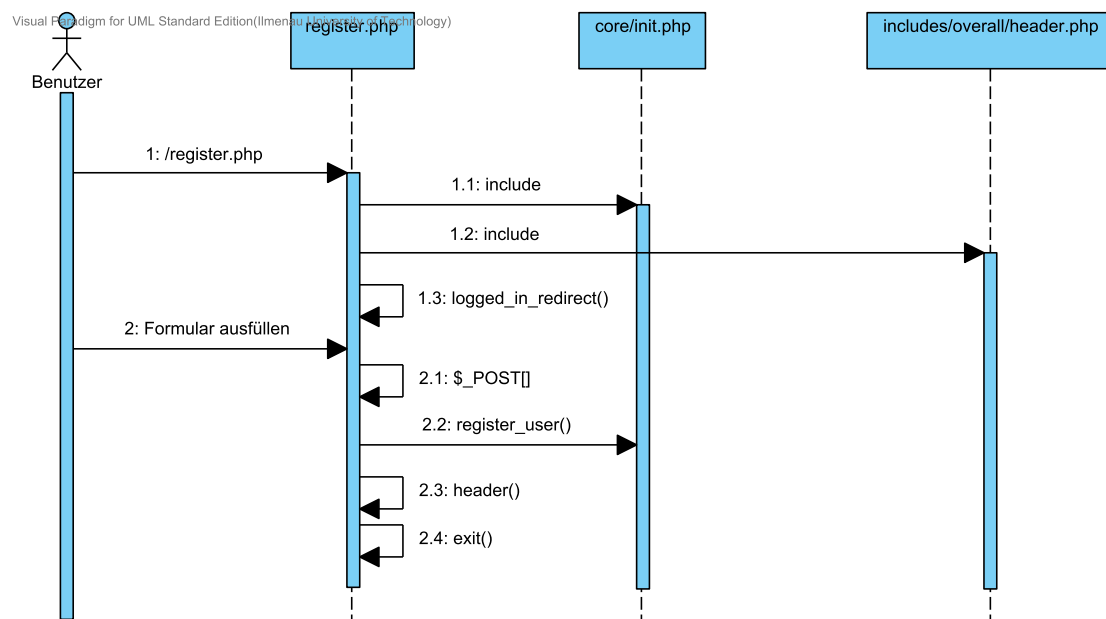 Visual Paradigm for UML Standard Edition(Ilmenau University of Technology)
register.php
core/init.php
includes/overall/header.php
Benutzer
1: /register.php
1.1: include
1.2: include
1.3: logged_in_redirect()
2: Formular ausfüllen
2.1: $_POST[]
2.2: register_user()
2.3: header()
2.4: exit()